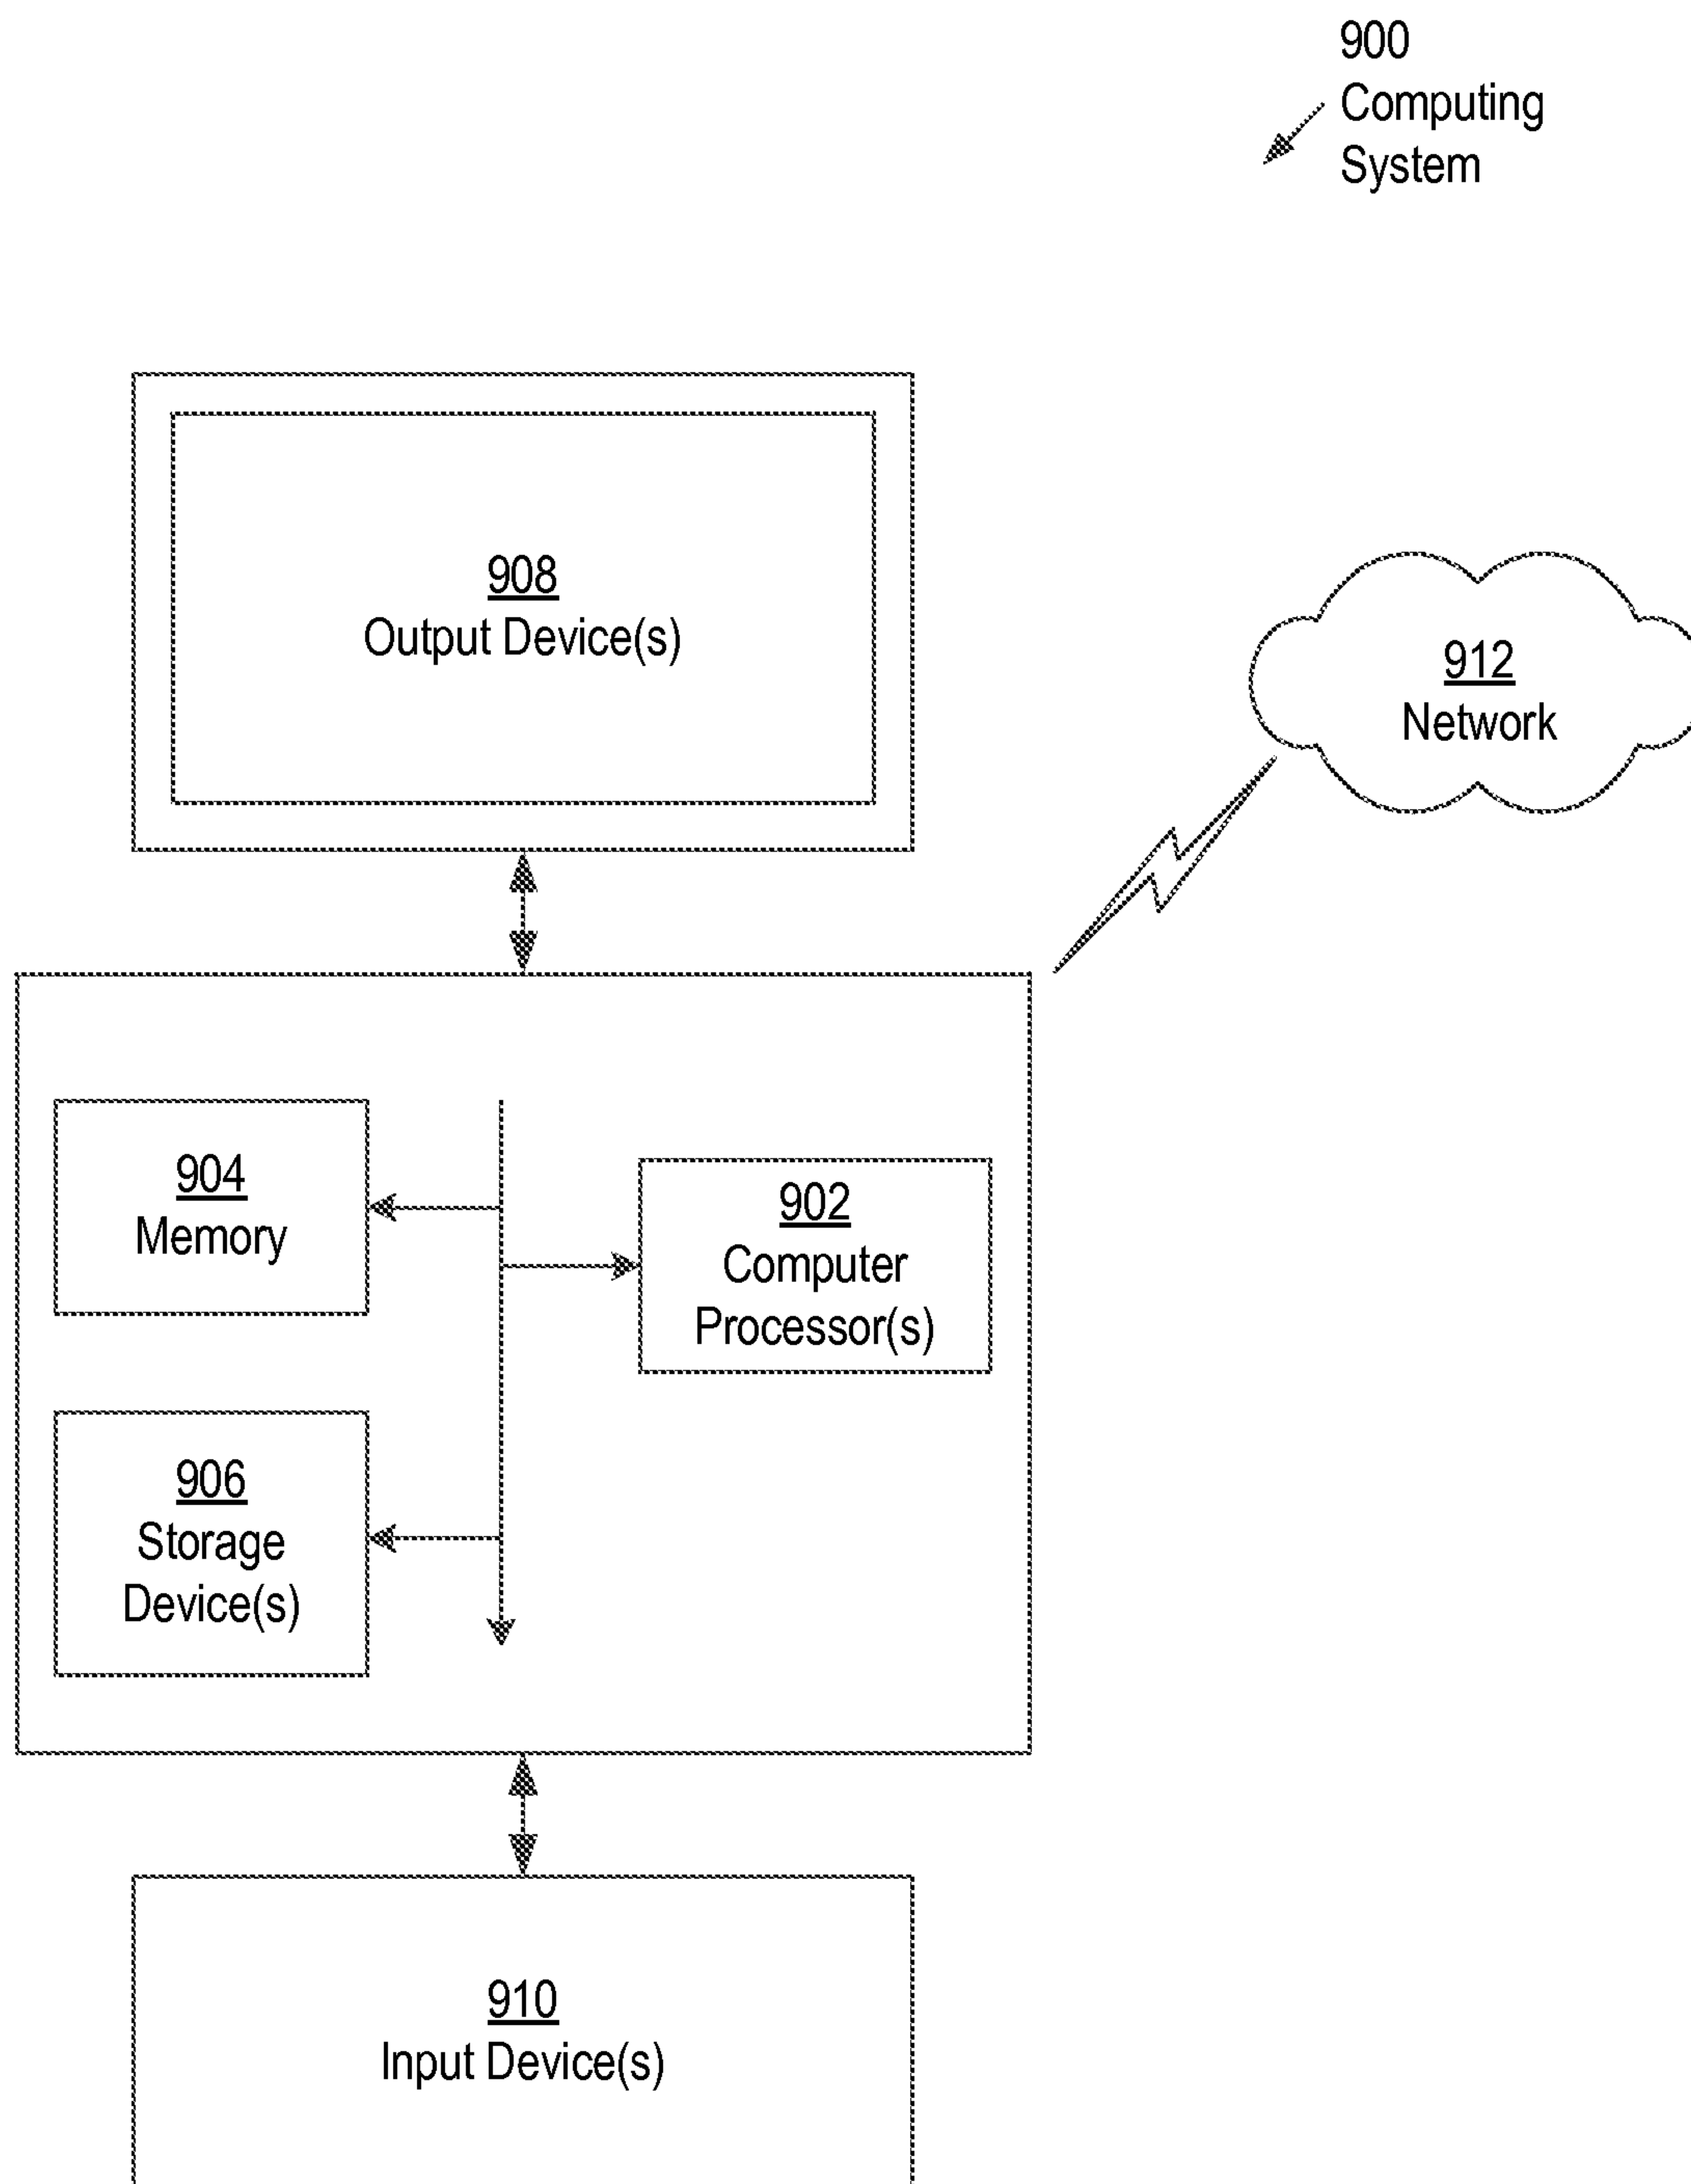 900
Computing
System
908
Output Device(s)
912
Network
904
Memory
902
Computer
Processor(s)
906
Storage
Device(s)
910
Input Device(s)